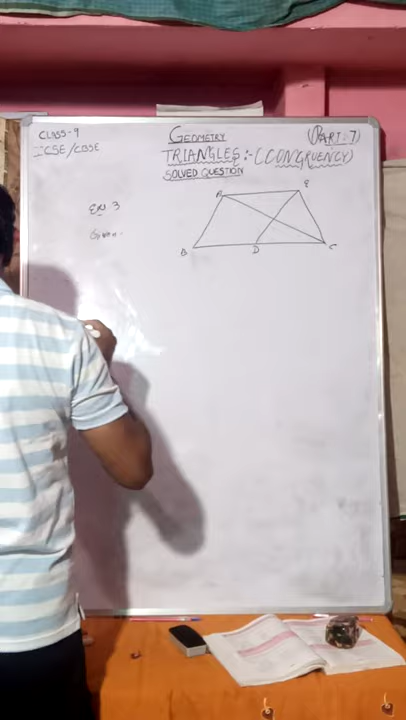 CLASS-9
ICSE/CBSE
GEOMETRY
(PART-7)
TRIANGLES:-(CONGRUENCY)
SOLVED QUESTION
Ex 3
Given.
A
E
B
D
C